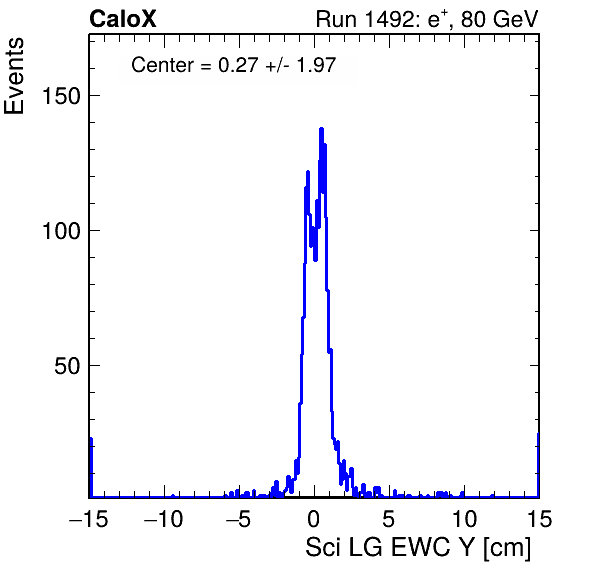 CaloX Run 1492: e⁺, 80 GeV
Center = 0.27 +/- 1.97
Events
150
100
50
−15 −10 −5 0 5 10 15
Sci LG EWC Y [cm]